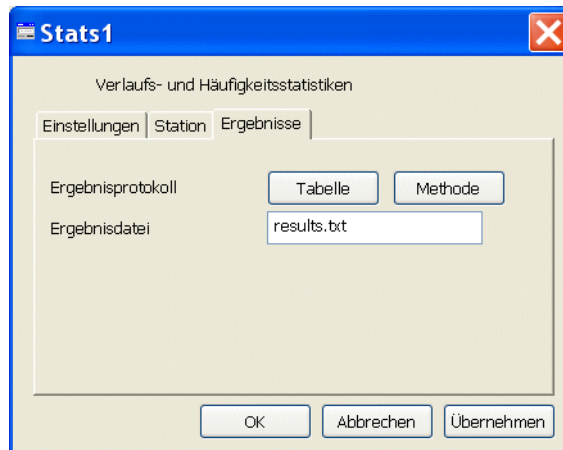 Stats1
Verlaufs- und Häufigkeitsstatistiken
Einstellungen Station Ergebnisse
Ergebnisprotokoll Tabelle Methode
Ergebnisdatei results.txt
OK Abbrechen Übernehmen